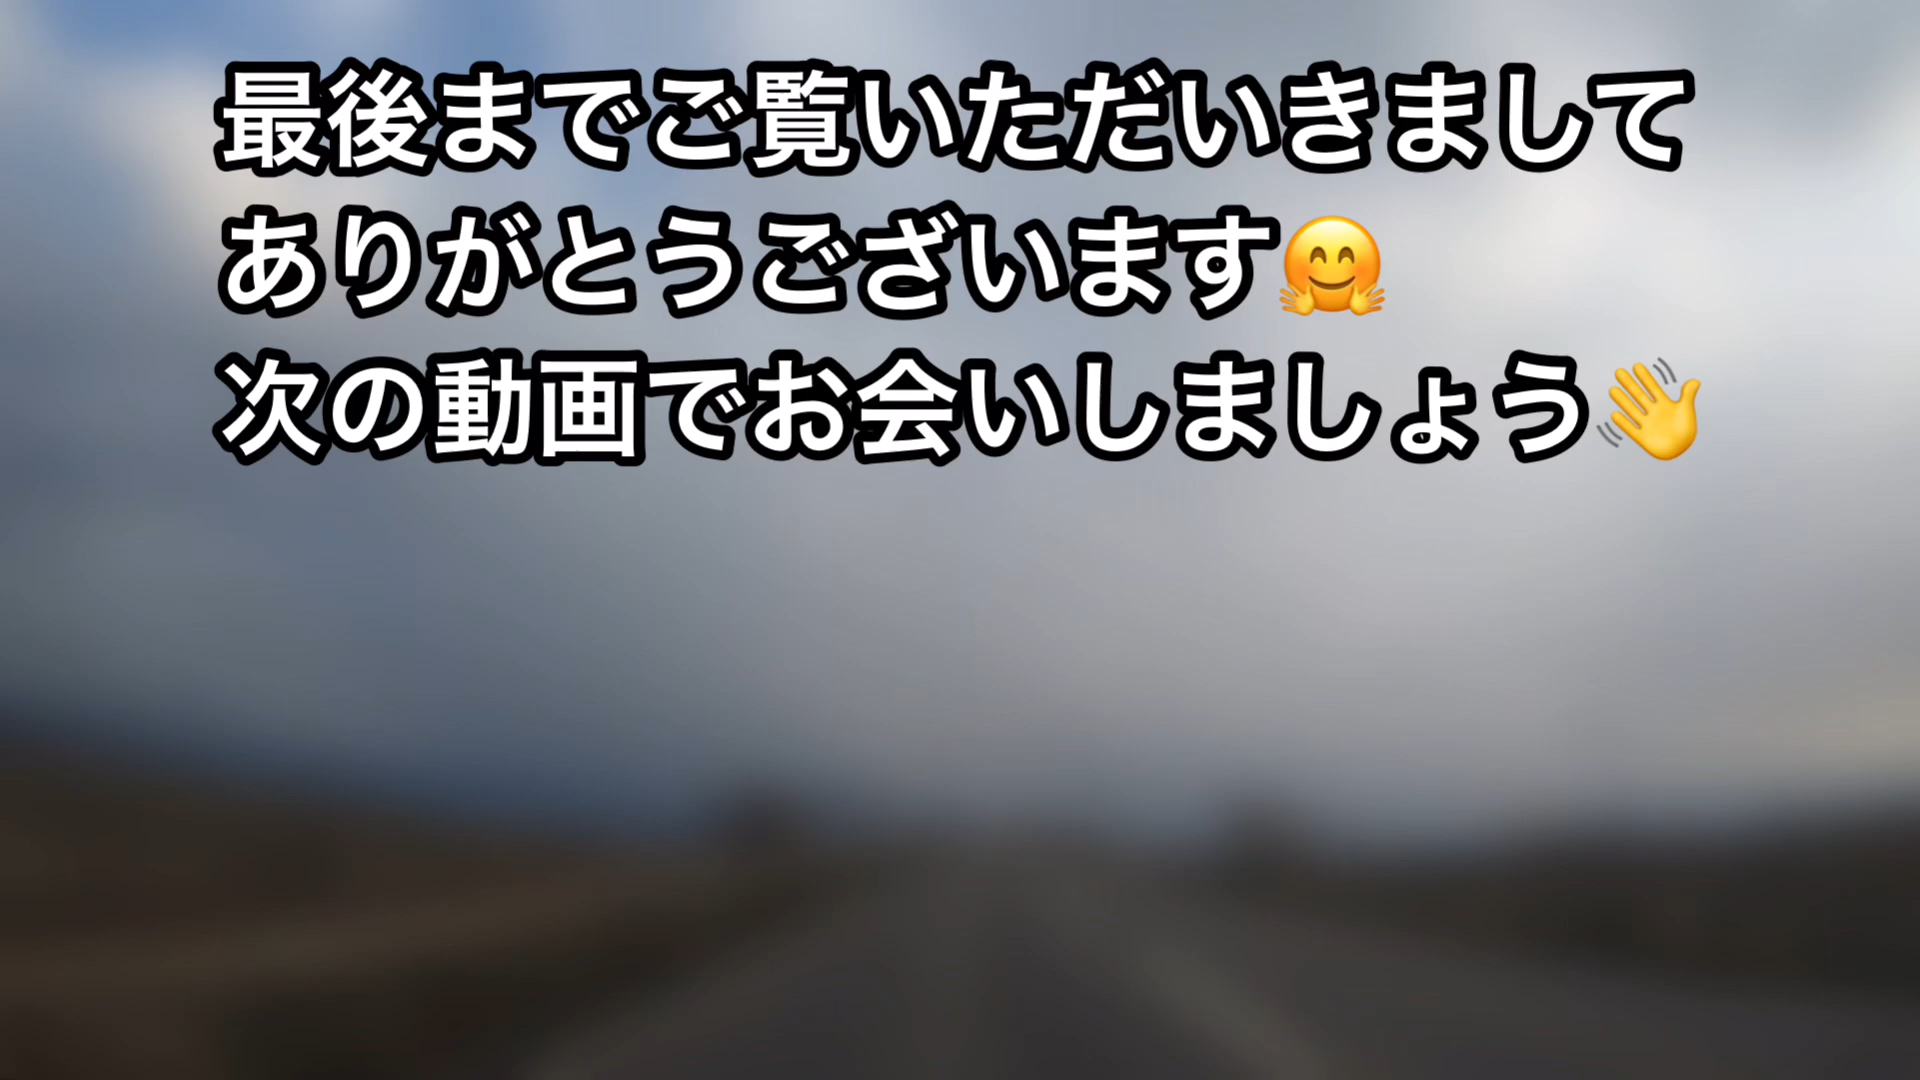 最後までご覧いただきまして
ありがとうございます🤗
次の動画でお会いしましょう👋